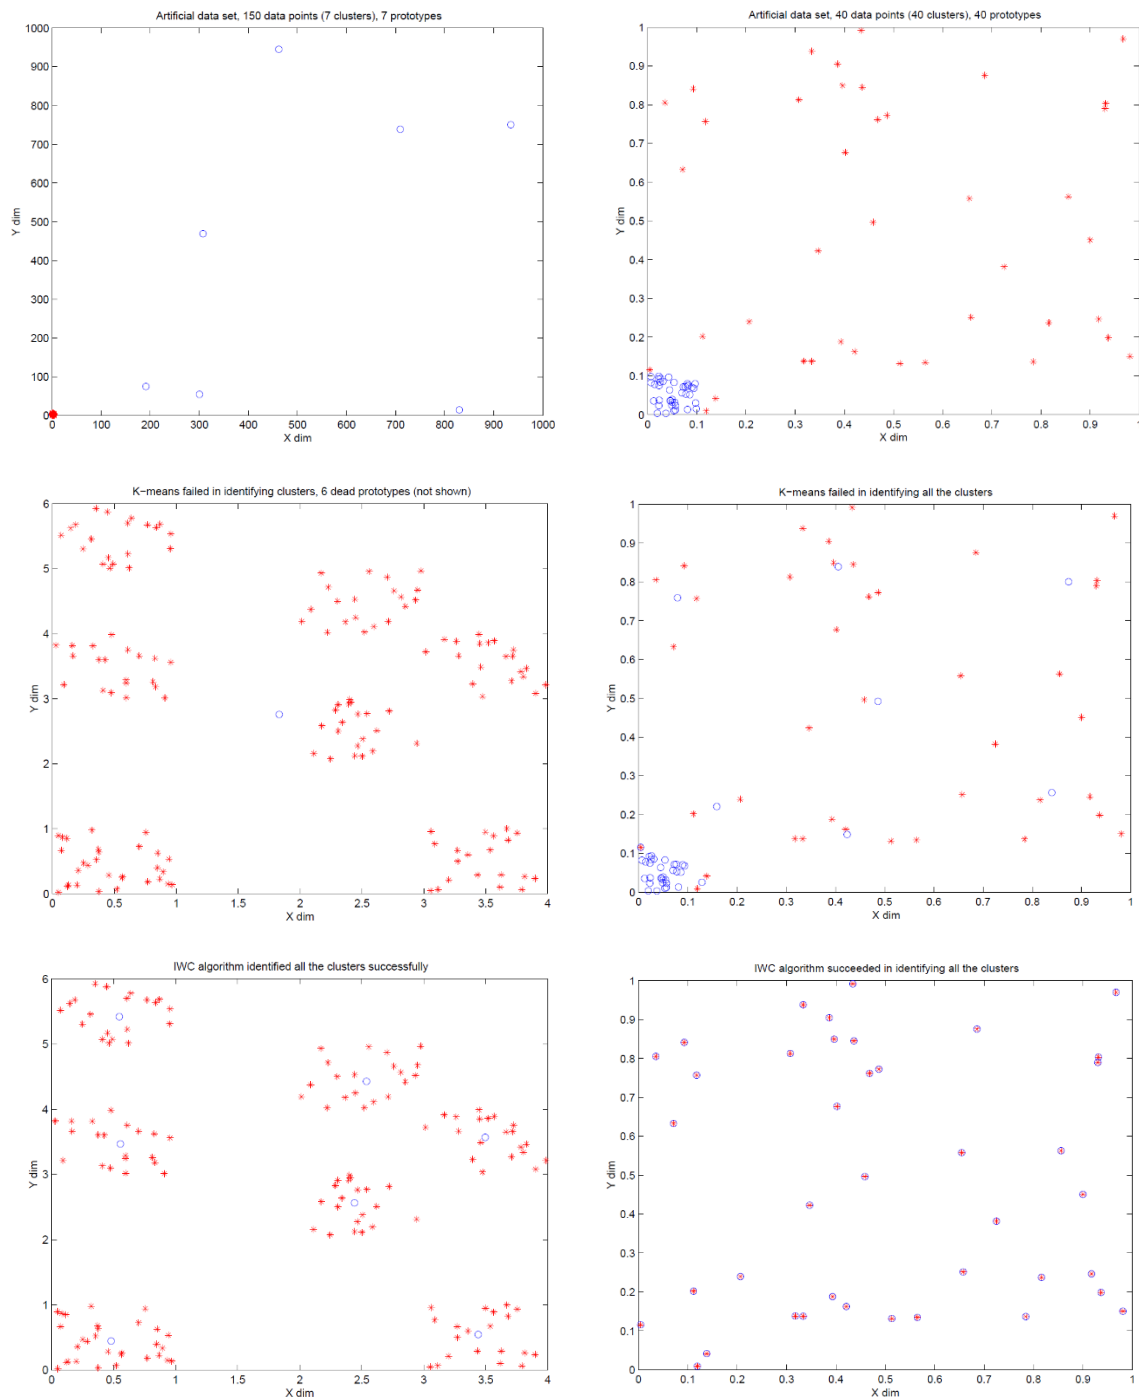 Artificial data set, 150 data points (7 clusters), 7 prototypes
1000
900
800
700
600
500
400
300
200
100
0
Y dim
0 100 200 300 400 500 600 700 800 900 1000
X dim
Artificial data set, 40 data points (40 clusters), 40 prototypes
1
0.9
0.8
0.7
0.6
0.5
0.4
0.3
0.2
0.1
0
Y dim
0 0.1 0.2 0.3 0.4 0.5 0.6 0.7 0.8 0.9 1
X dim
K-means failed in identifying clusters, 6 dead prototypes (not shown)
6
5
4
3
2
1
0
Y dim
0 0.5 1 1.5 2 2.5 3 3.5 4
X dim
K-means failed in identifying all the clusters
1
0.9
0.8
0.7
0.6
0.5
0.4
0.3
0.2
0.1
0
Y dim
0 0.1 0.2 0.3 0.4 0.5 0.6 0.7 0.8 0.9 1
X dim
IWC algorithm identified all the clusters successfully
6
5
4
3
2
1
0
Y dim
0 0.5 1 1.5 2 2.5 3 3.5 4
X dim
IWC algorithm succeeded in identifying all the clusters
1
0.9
0.8
0.7
0.6
0.5
0.4
0.3
0.2
0.1
0
Y dim
0 0.1 0.2 0.3 0.4 0.5 0.6 0.7 0.8 0.9 1
X dim